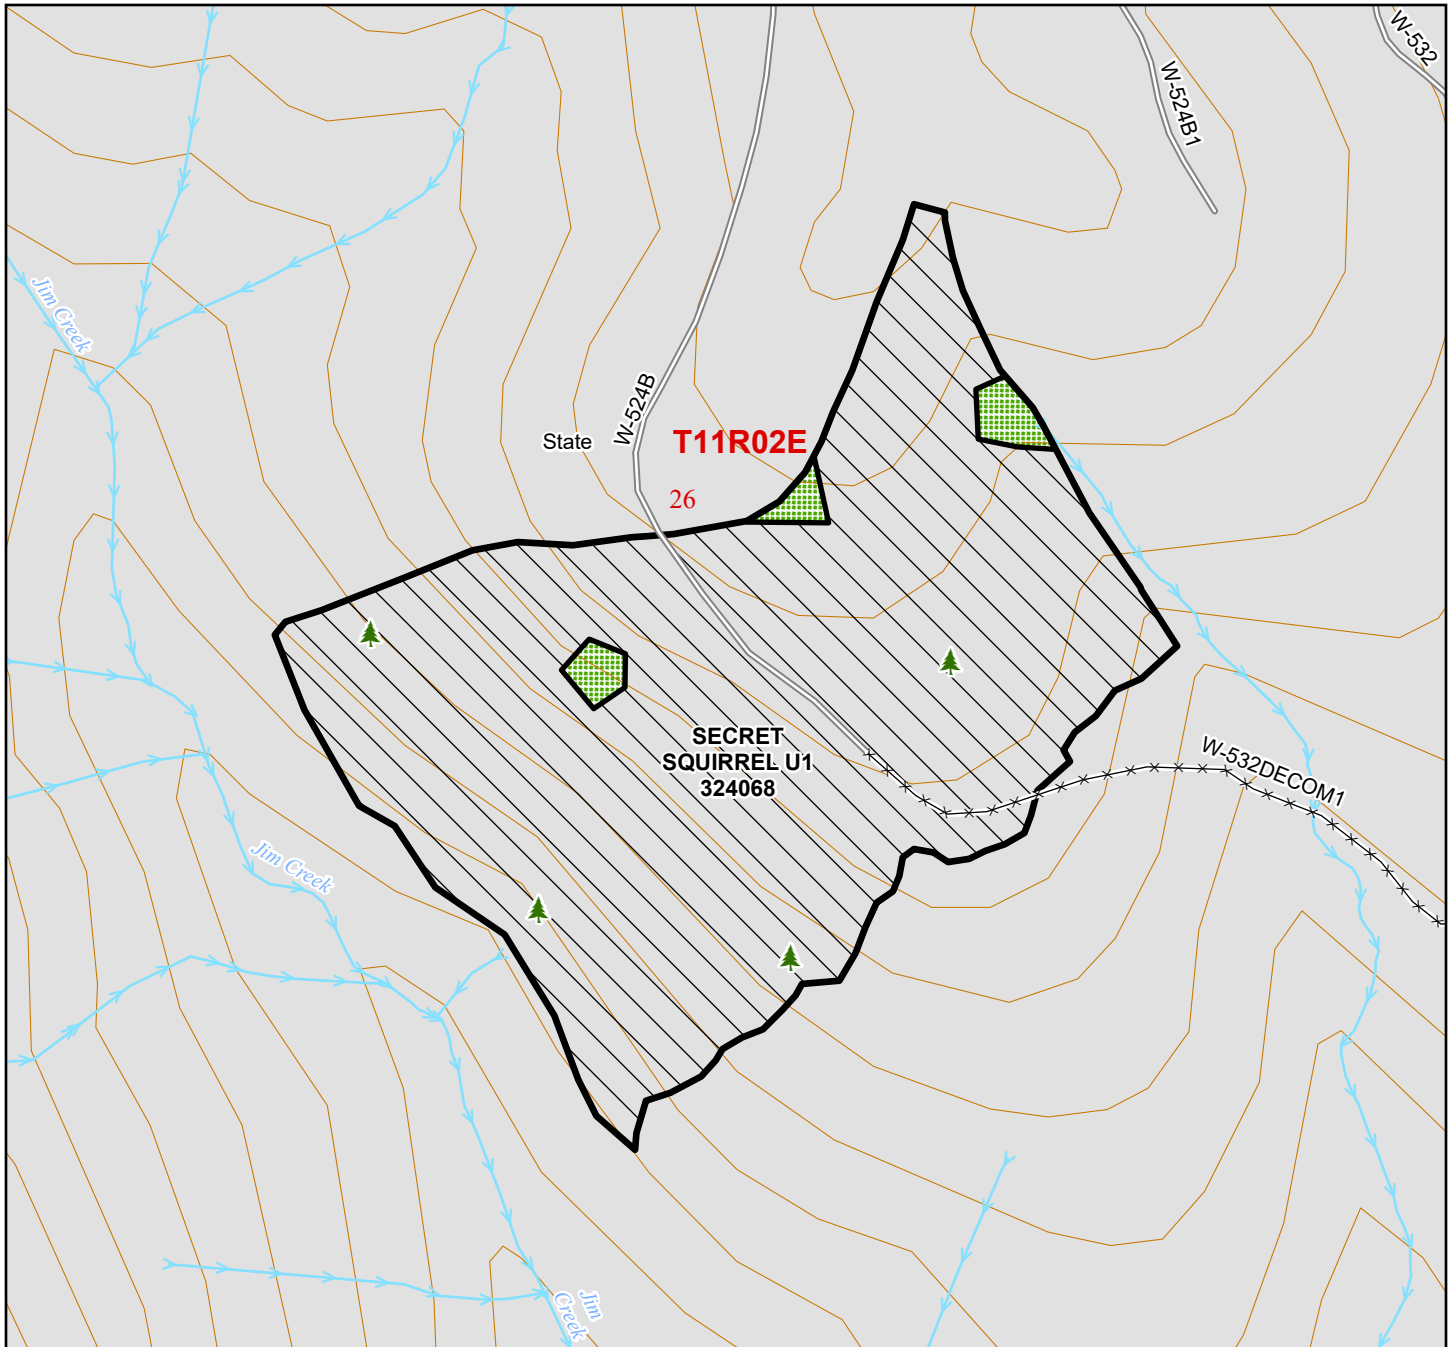 W-532
W-524B1
Jim Creek
W-524B
State
T11R02E
26
SECRET
SQUIRREL U1
324068
W-532DECOM1
Jim Creek
Jim
Creek